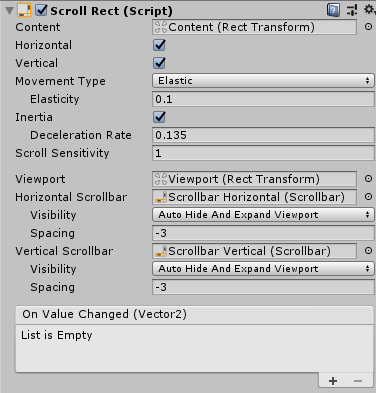 Scroll Rect (Script)
Content Content (Rect Transform)
Horizontal
Vertical
Movement Type Elastic
Elasticity 0.1
Inertia
Deceleration Rate 0.135
Scroll Sensitivity 1
Viewport Viewport (Rect Transform)
Horizontal Scrollbar Scrollbar Horizontal (Scrollbar)
Visibility Auto Hide And Expand Viewport
Spacing -3
Vertical Scrollbar Scrollbar Vertical (Scrollbar)
Visibility Auto Hide And Expand Viewport
Spacing -3
On Value Changed (Vector2)
List is Empty